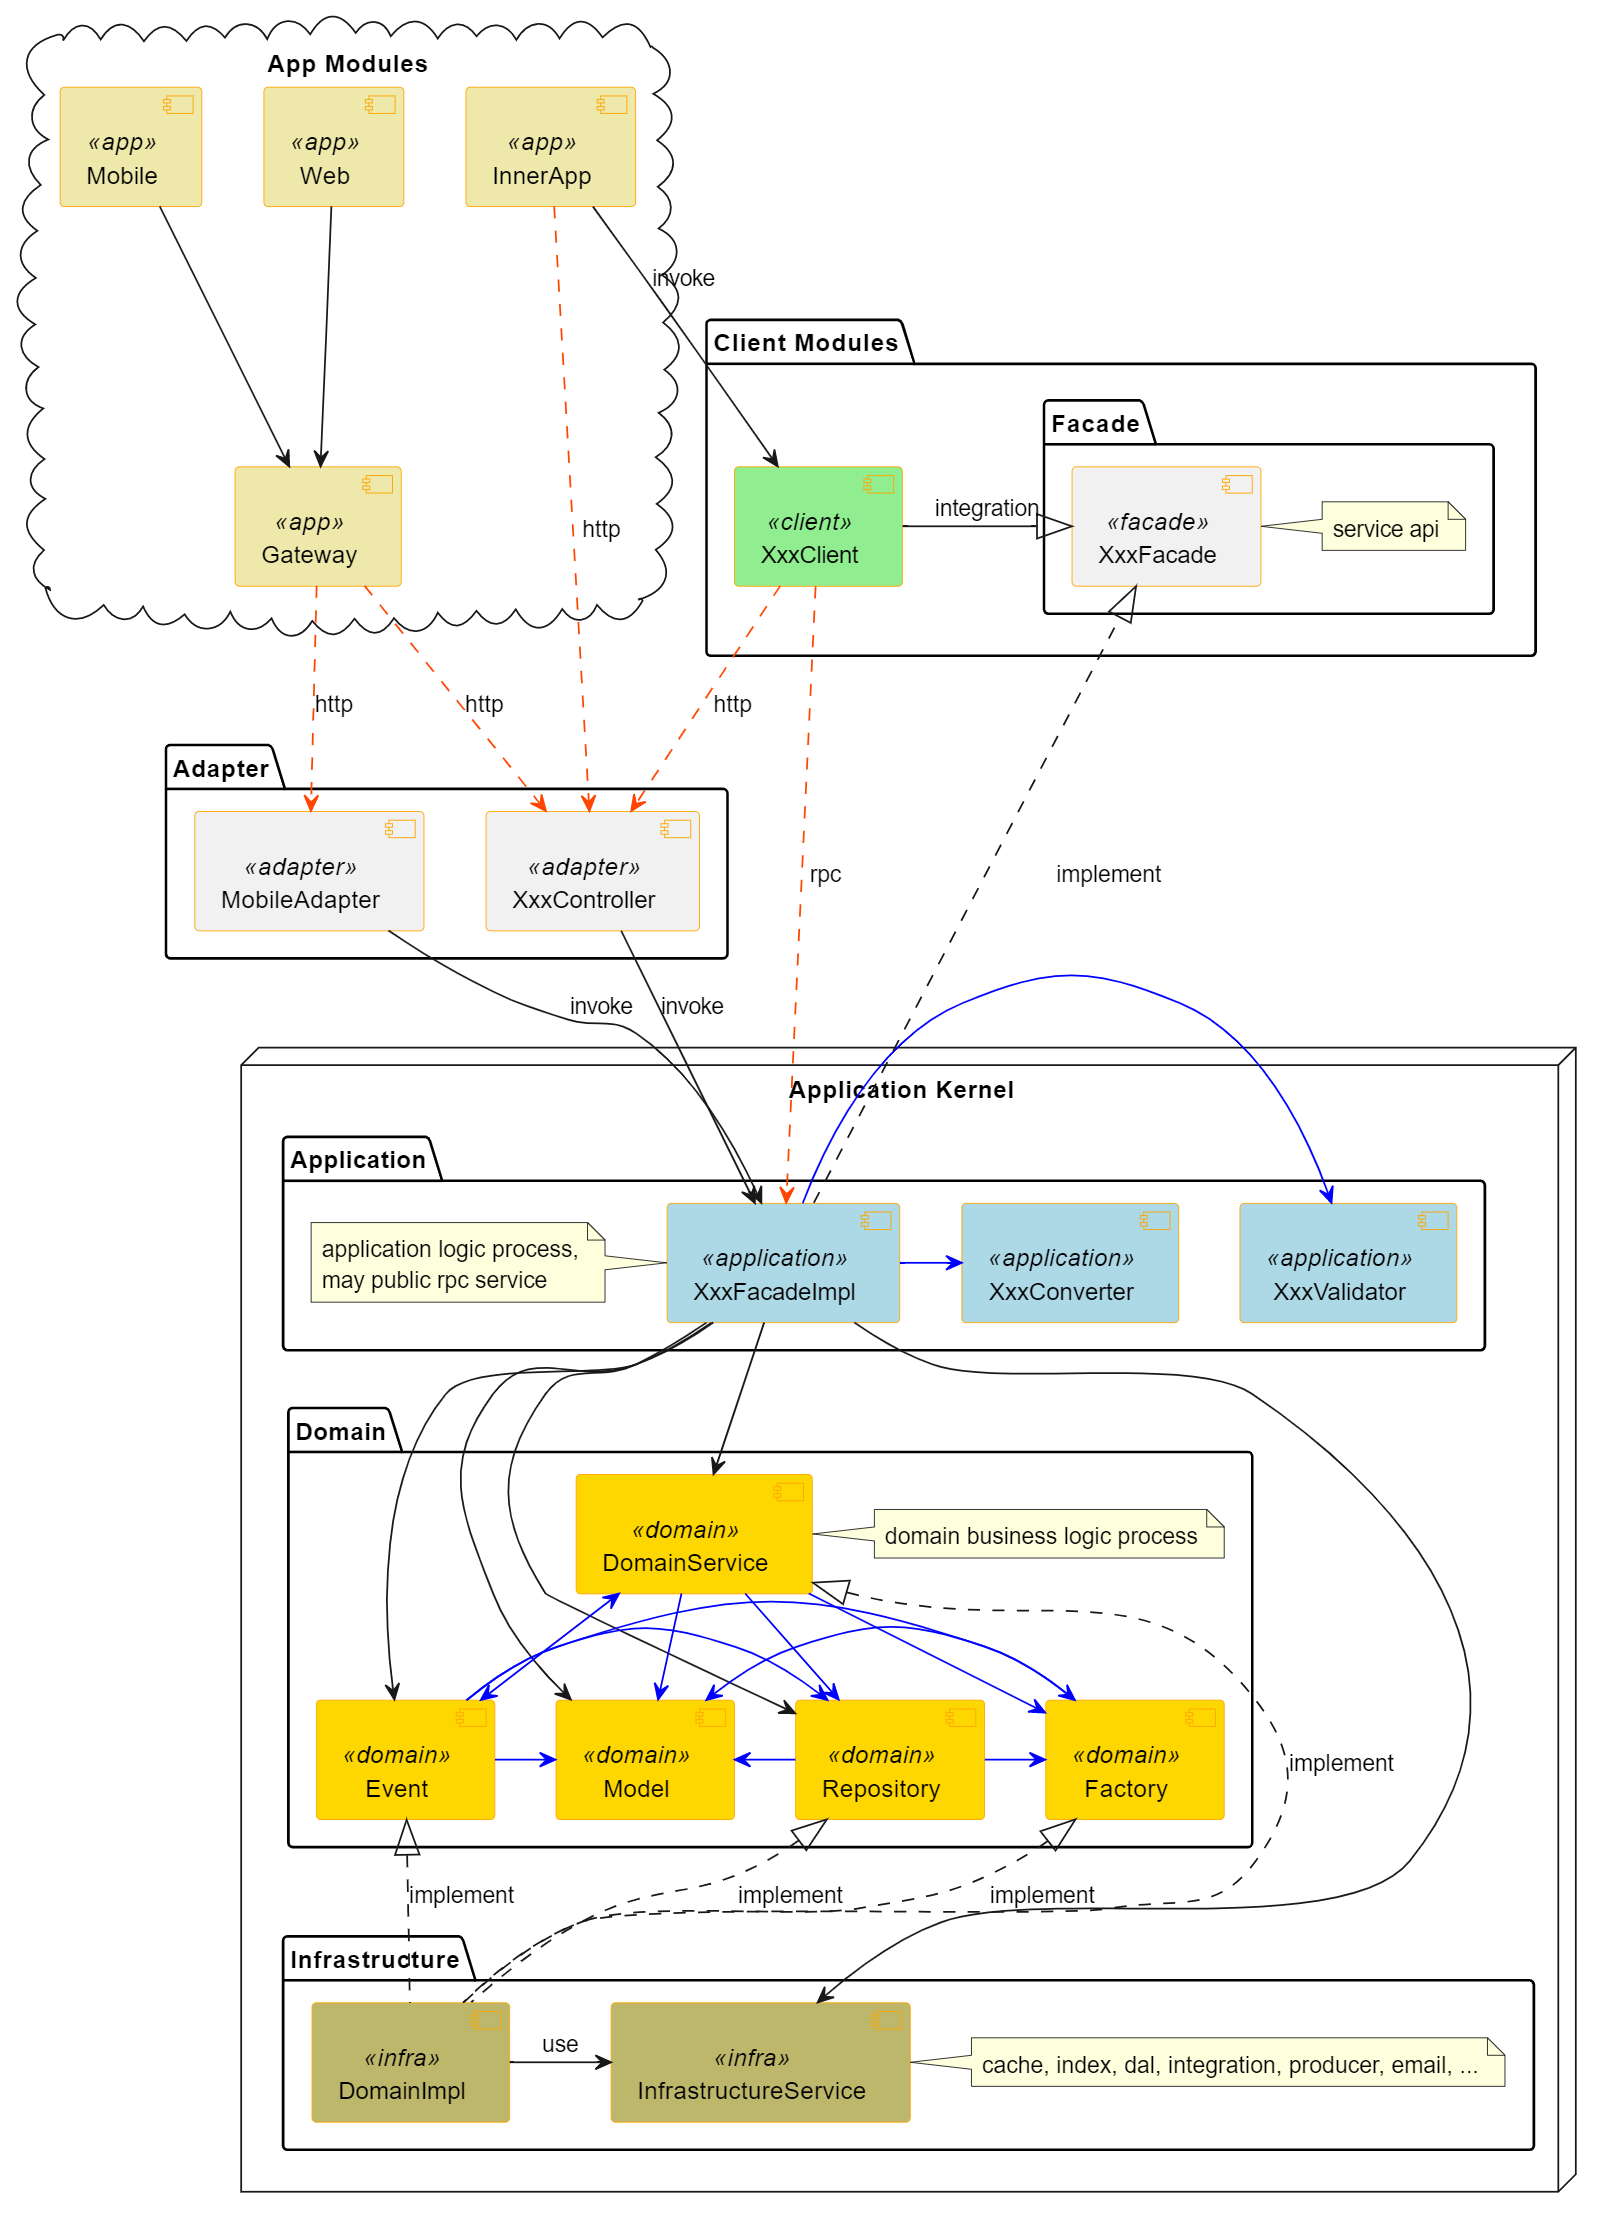 App Modules
«app»
Mobile
«app»
Web
«app»
InnerApp
invoke
Client Modules
Facade
«app»
Gateway
http
«client»
XxxClient
integration
«facade»
XxxFacade
service api
http
http
http
Adapter
«adapter»
MobileAdapter
«adapter»
XxxController
rpc
implement
invoke
invoke
Application Kernel
Application
application logic process,
may public rpc service
«application»
XxxFacadeImpl
«application»
XxxConverter
«application»
XxxValidator
Domain
«domain»
DomainService
domain business logic process
«domain»
Event
«domain»
Model
«domain»
Repository
«domain»
Factory
implement
implement
implement
implement
Infrastructure
«infra»
DomainImpl
use
«infra»
InfrastructureService
cache, index, dal, integration, producer, email, ...